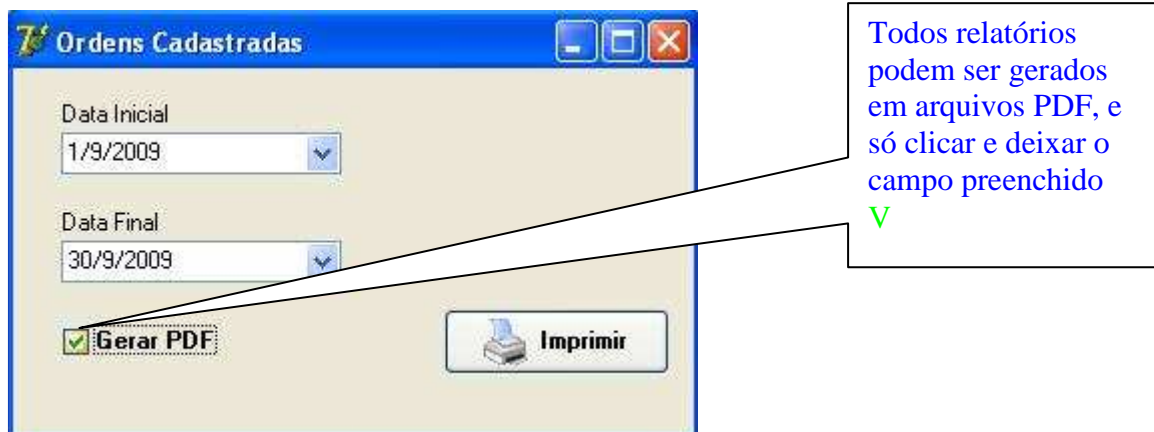 Ordens Cadastradas
Data Inicial
1/9/2009
Data Final
30/9/2009
Gerar PDF
Imprimir
Todos relatórios
podem ser gerados
em arquivos PDF, e
só clicar e deixar o
campo preenchido
V